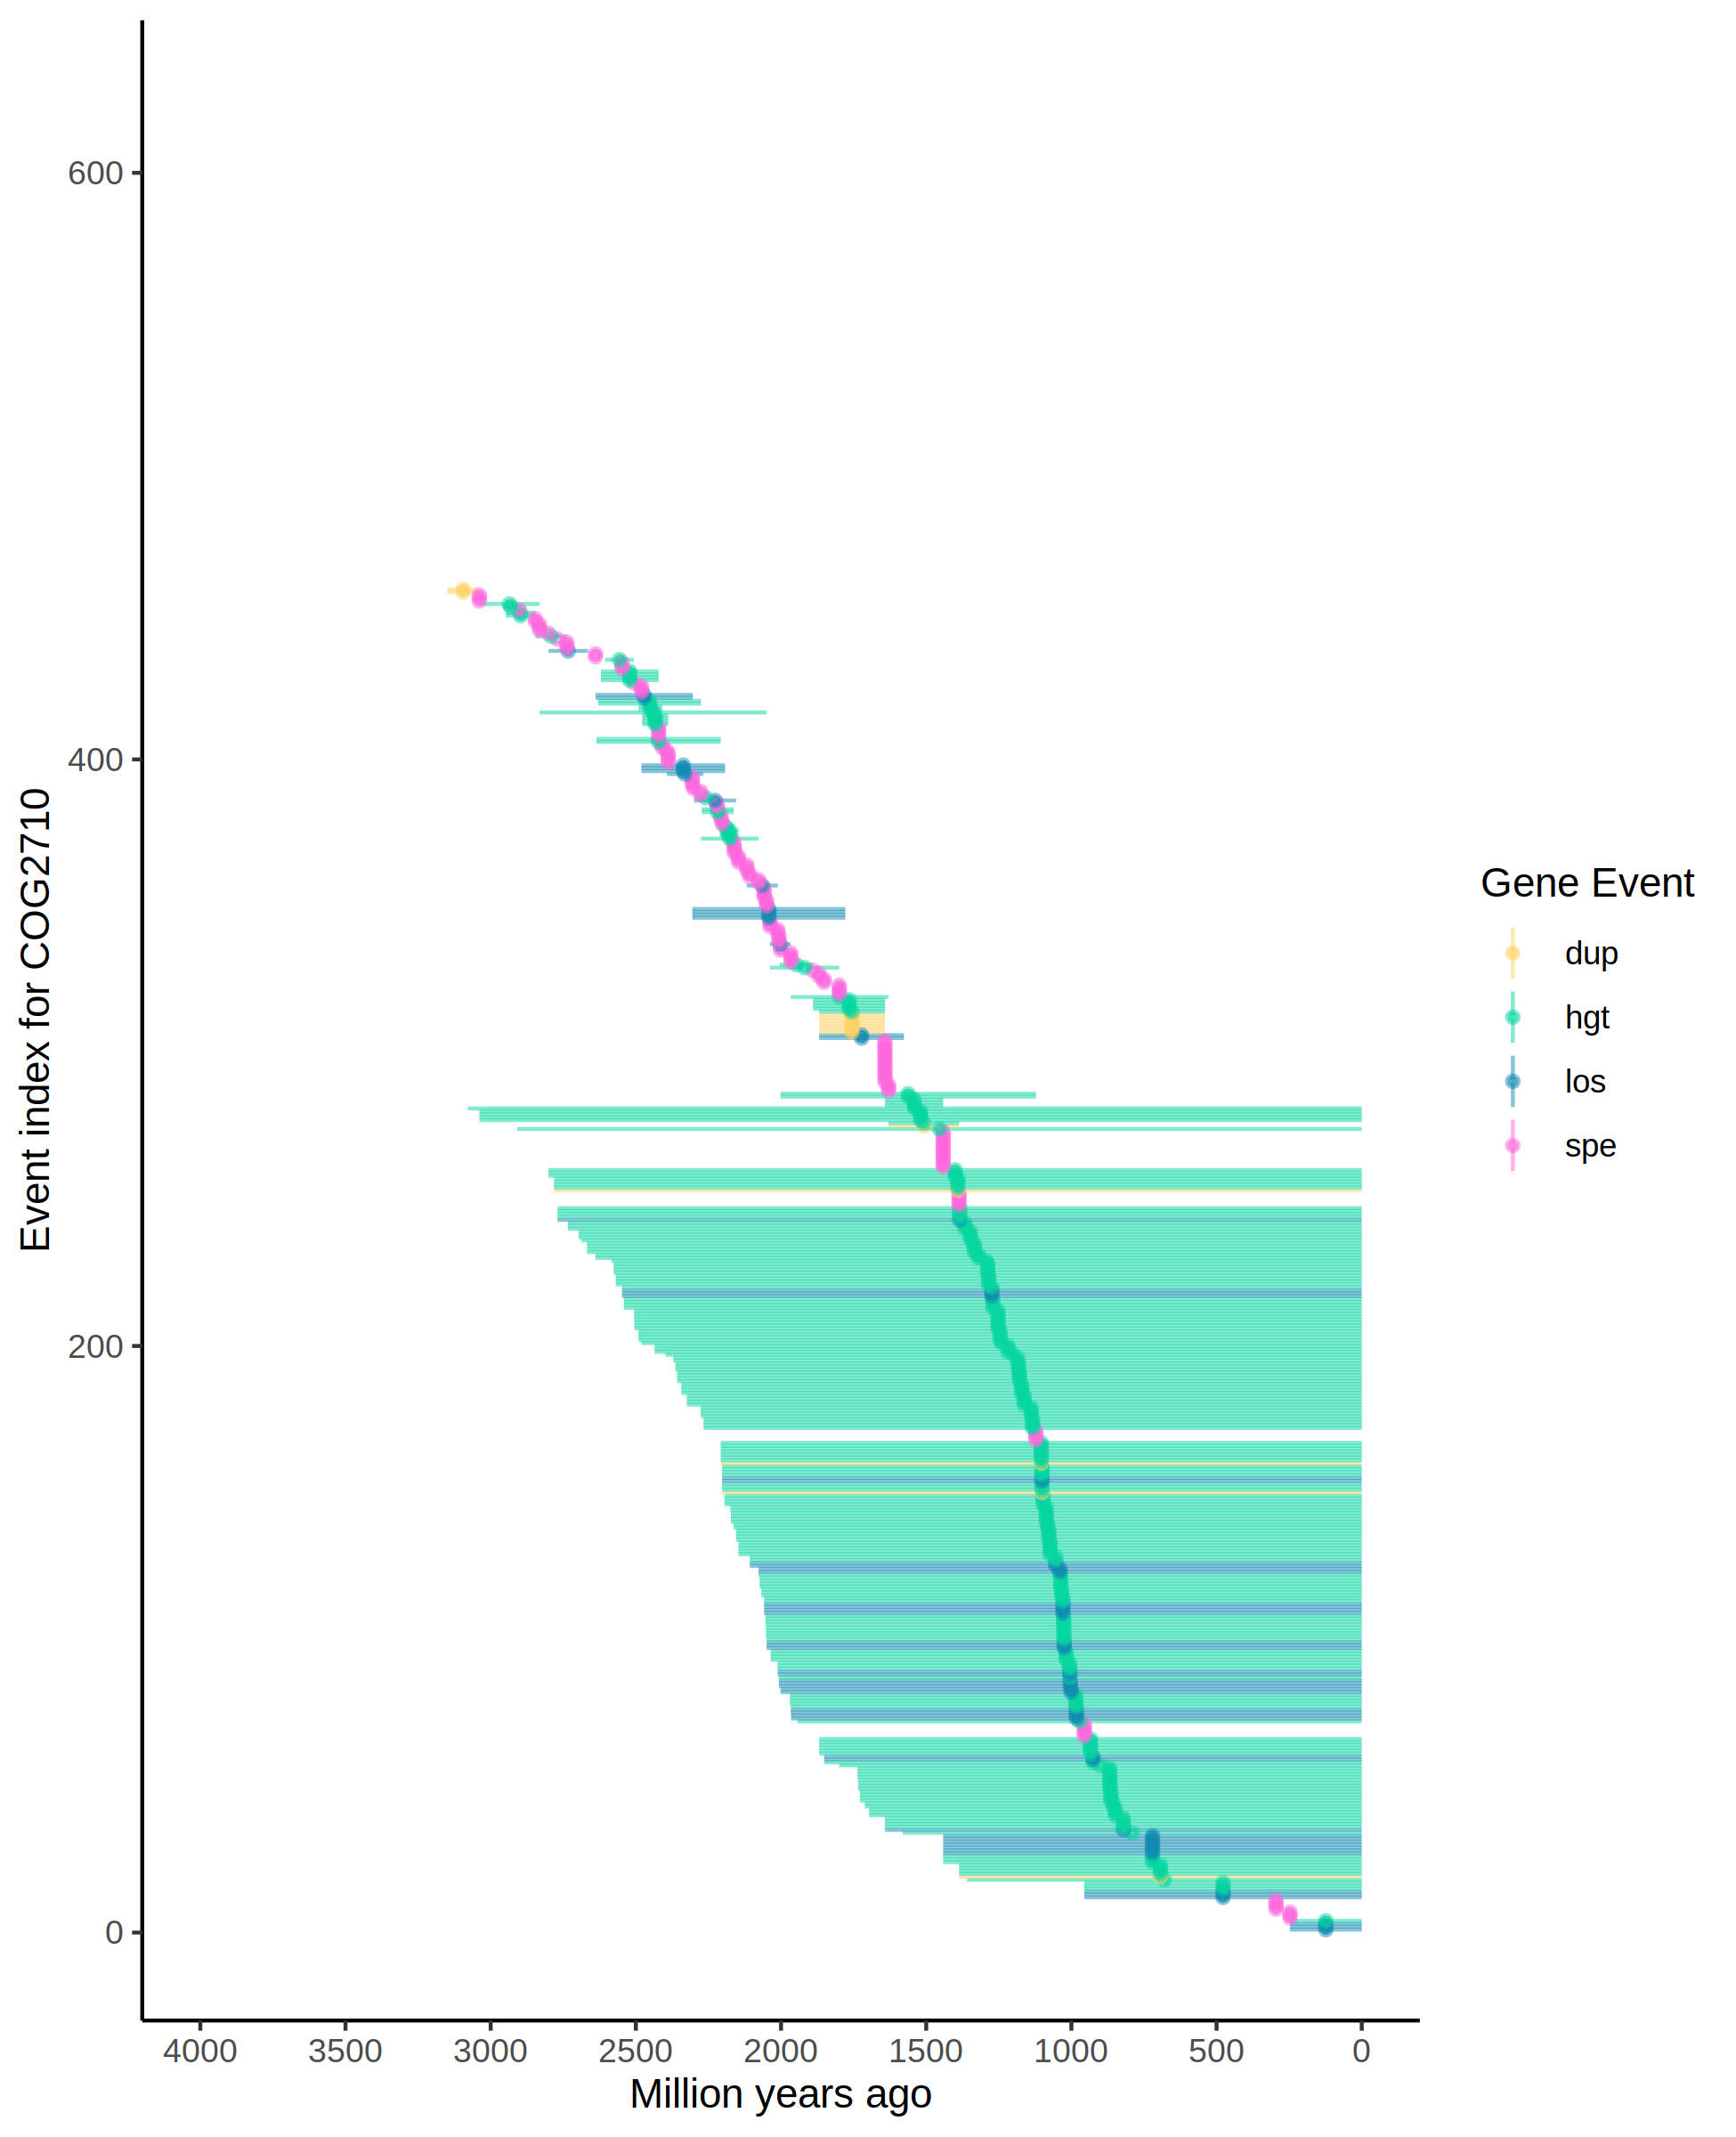 Event index for COG2710
600
400
200
0
4000 3500 3000 2500 2000 1500 1000 500 0
Million years ago
Gene Event
dup
hgt
los
spe